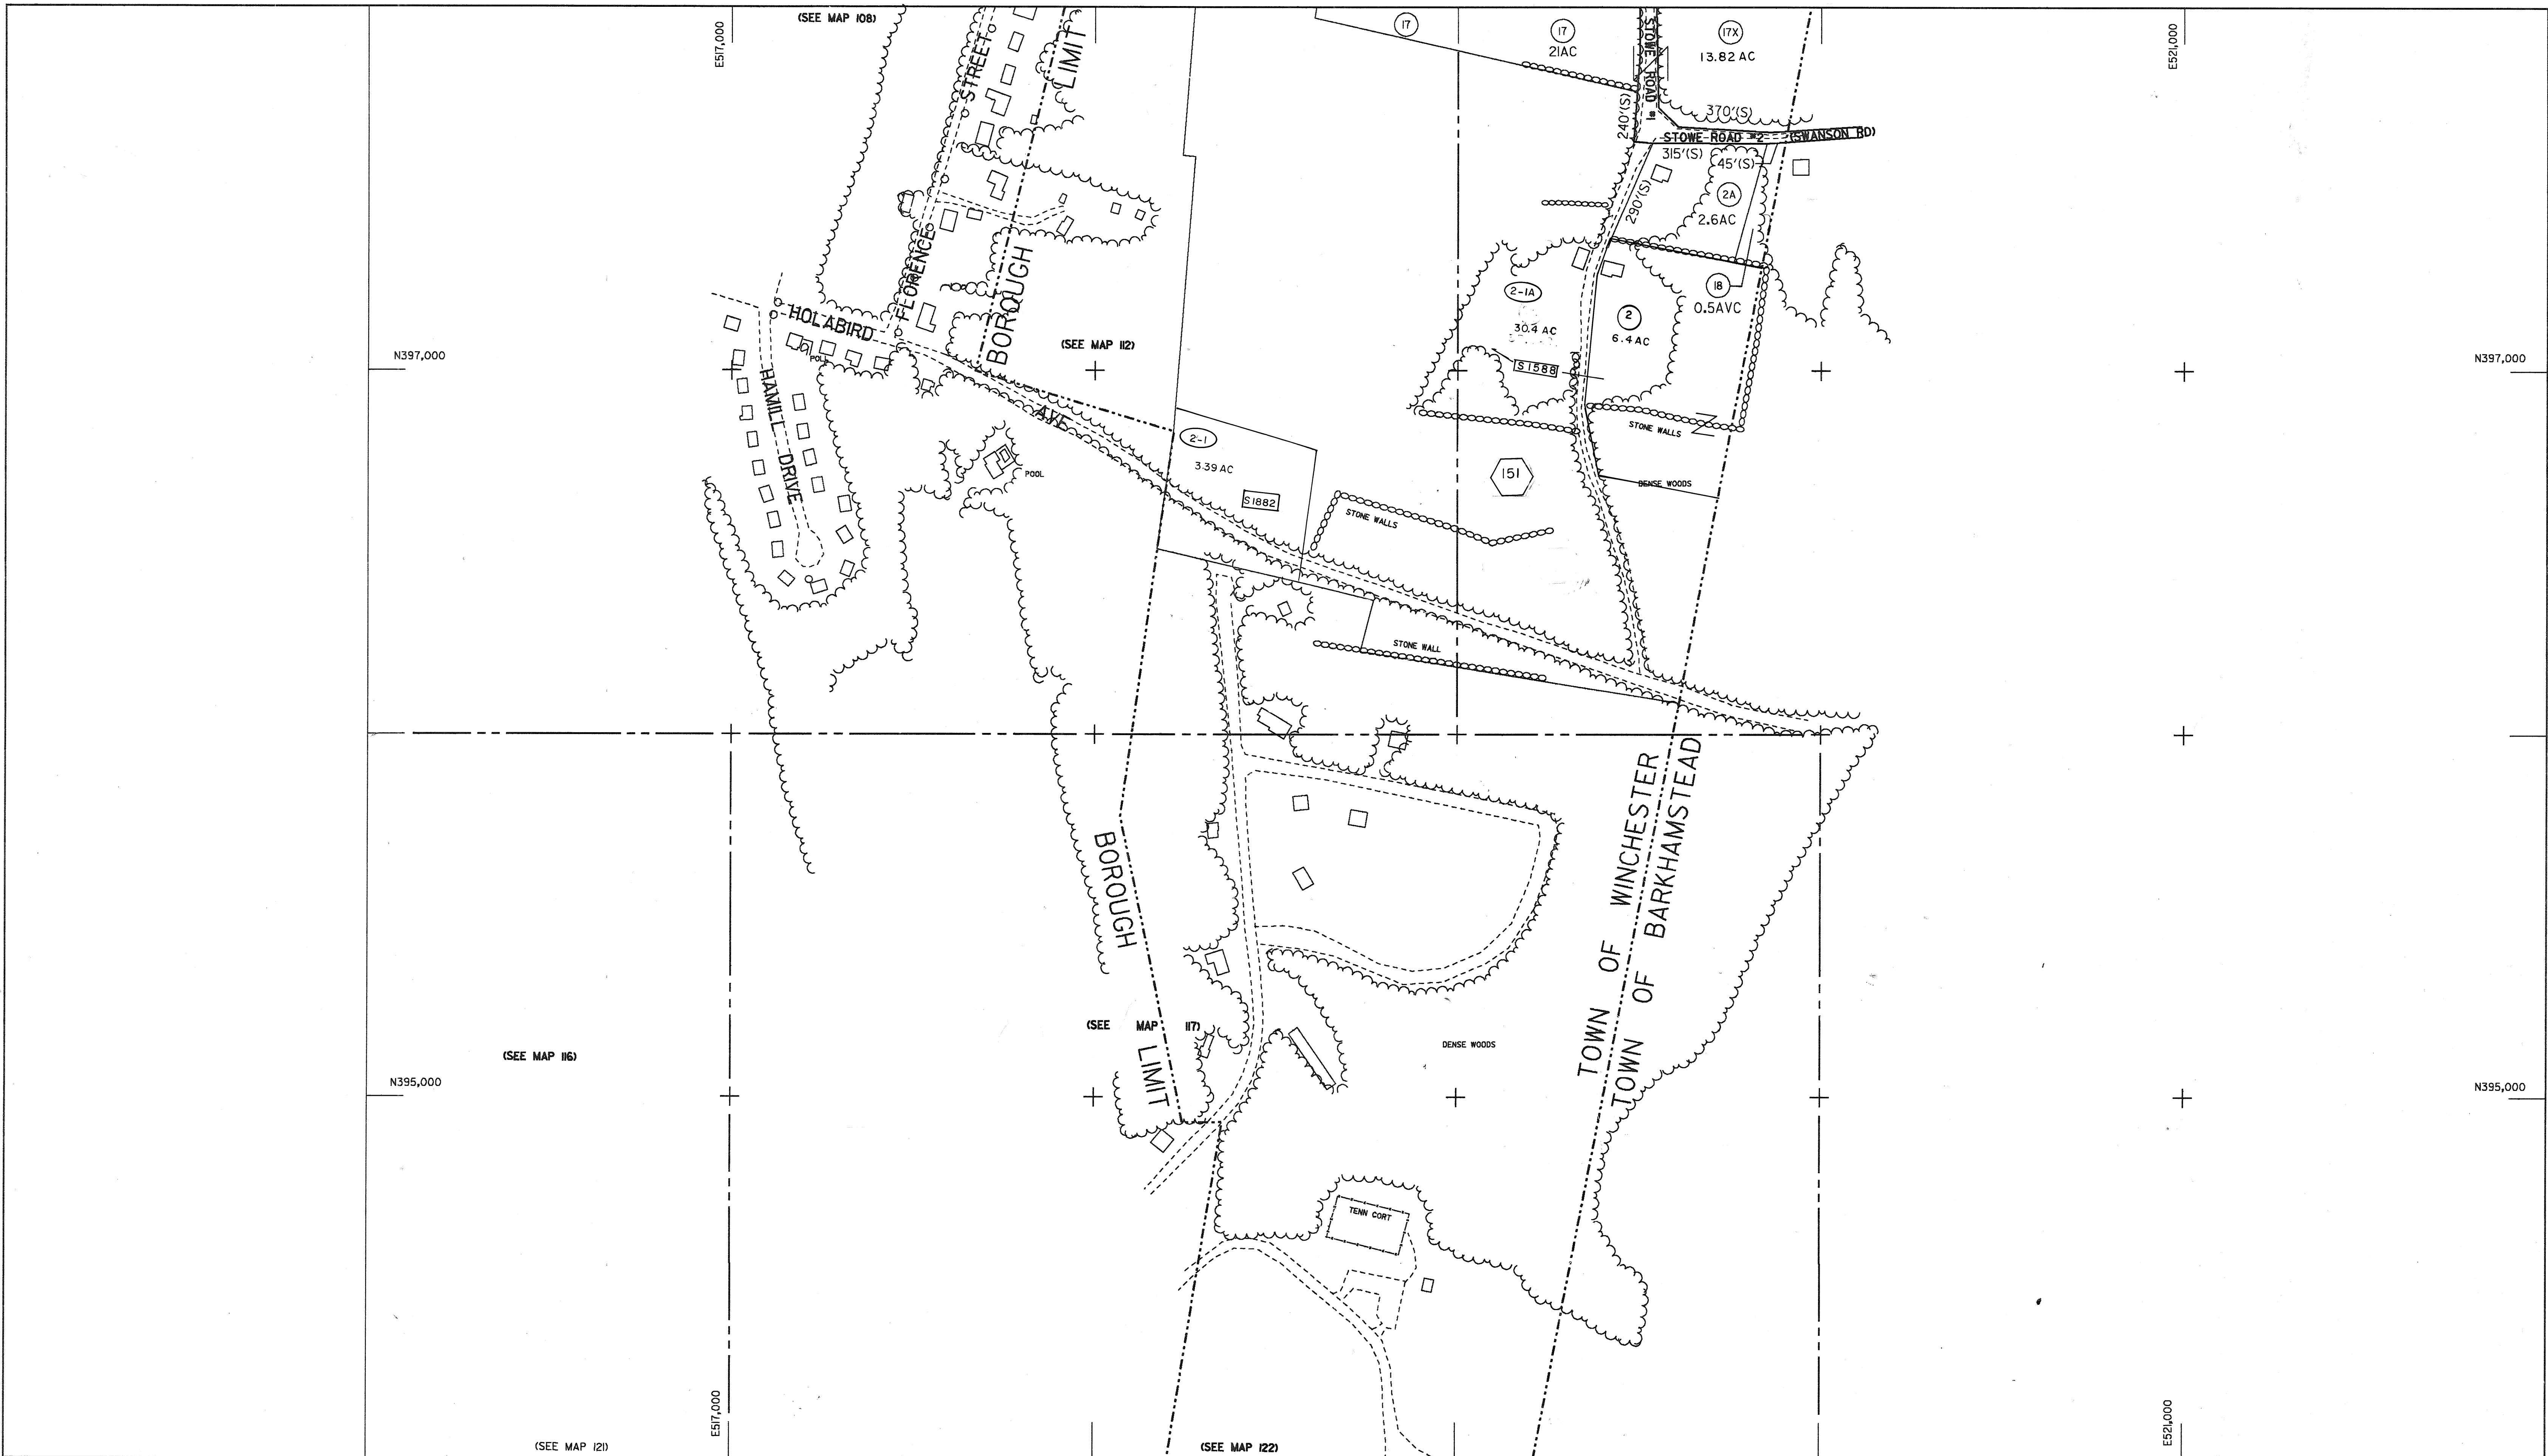 (SEE MAP 108)
E517,000
STREET
LIMIT
17
17
21AC
STOWE ROAD #1
17X
13.82 AC
E521,000
240'(S)
370'(S)
STOWE ROAD #2 (SWANSON RD)
315'(S)
45'(S)
290'(S)
2A
2.6AC
FLORENCE
BOROUGH
2-1A
30.4 AC
2
6.4 AC
18
0.5AVC
HOLABIRD
(SEE MAP 112)
N397,000
POLL
S1588
N397,000
HAMILL DRIVE
AVE
STONE WALLS
2-1
3.39 AC
POOL
151
DENSE WOODS
S1882
STONE WALLS
STONE WALL
TOWN OF WINCHESTER
TOWN OF BARKHAMSTEAD
BOROUGH
LIMIT
(SEE MAP 117)
(SEE MAP 116)
DENSE WOODS
N395,000
N395,000
TENN CORT
E517,000
E521,000
(SEE MAP 121)
(SEE MAP 122)